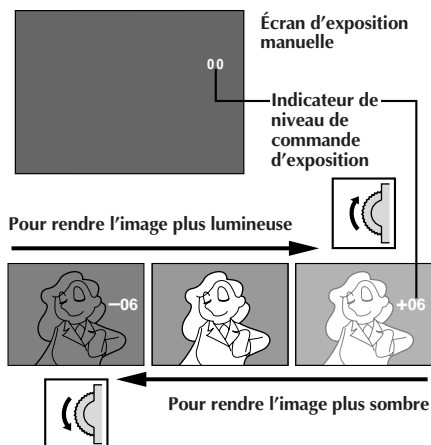 Écran d'exposition
manuelle
00
Indicateur de
niveau de
commande
d'exposition
Pour rendre l'image plus lumineuse
–06
+06
Pour rendre l'image plus sombre